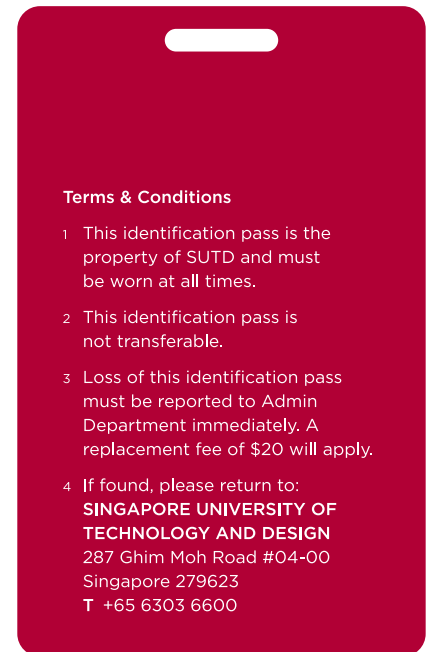 Terms & Conditions
1 This identification pass is the
property of SUTD and must
be worn at all times.
2 This identification pass is
not transferable.
3 Loss of this identification pass
must be reported to Admin
Department immediately. A
replacement fee of $20 will apply.
4 If found, please return to:
SINGAPORE UNIVERSITY OF
TECHNOLOGY AND DESIGN
287 Ghim Moh Road #04-00
Singapore 279623
T +65 6303 6600